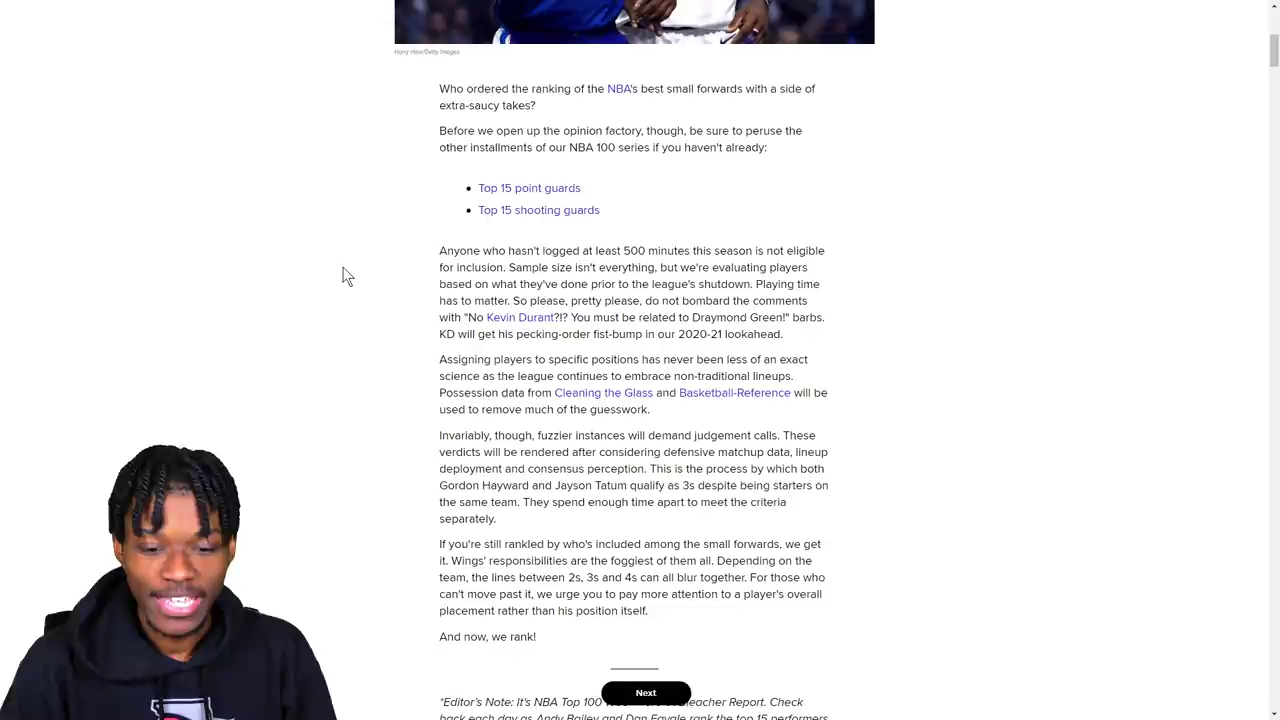 Harry How/Getty Images
Who ordered the ranking of the NBA's best small forwards with a side of
extra-saucy takes?
Before we open up the opinion factory, though, be sure to peruse the
other installments of our NBA 100 series if you haven't already:
• Top 15 point guards
• Top 15 shooting guards
Anyone who hasn't logged at least 500 minutes this season is not eligible
for inclusion. Sample size isn't everything, but we're evaluating players
based on what they've done prior to the league's shutdown. Playing time
has to matter. So please, pretty please, do not bombard the comments
with "No Kevin Durant?!? You must be related to Draymond Green!" barbs.
KD will get his pecking-order fist-bump in our 2020-21 lookahead.
Assigning players to specific positions has never been less of an exact
science as the league continues to embrace non-traditional lineups.
Possession data from Cleaning the Glass and Basketball-Reference will be
used to remove much of the guesswork.
Invariably, though, fuzzier instances will demand judgement calls. These
verdicts will be rendered after considering defensive matchup data, lineup
deployment and consensus perception. This is the process by which both
Gordon Hayward and Jayson Tatum qualify as 3s despite being starters on
the same team. They spend enough time apart to meet the criteria
separately.
If you're still rankled by who's included among the small forwards, we get
it. Wings' responsibilities are the foggiest of them all. Depending on the
team, the lines between 2s, 3s and 4s can all blur together. For those who
can't move past it, we urge you to pay more attention to a player's overall
placement rather than his position itself.
And now, we rank!
Next
*Editor's Note: It's NBA Top 100 Report. Check
back each day as Andy Bailey and Dan Favale rank the top 15 performers